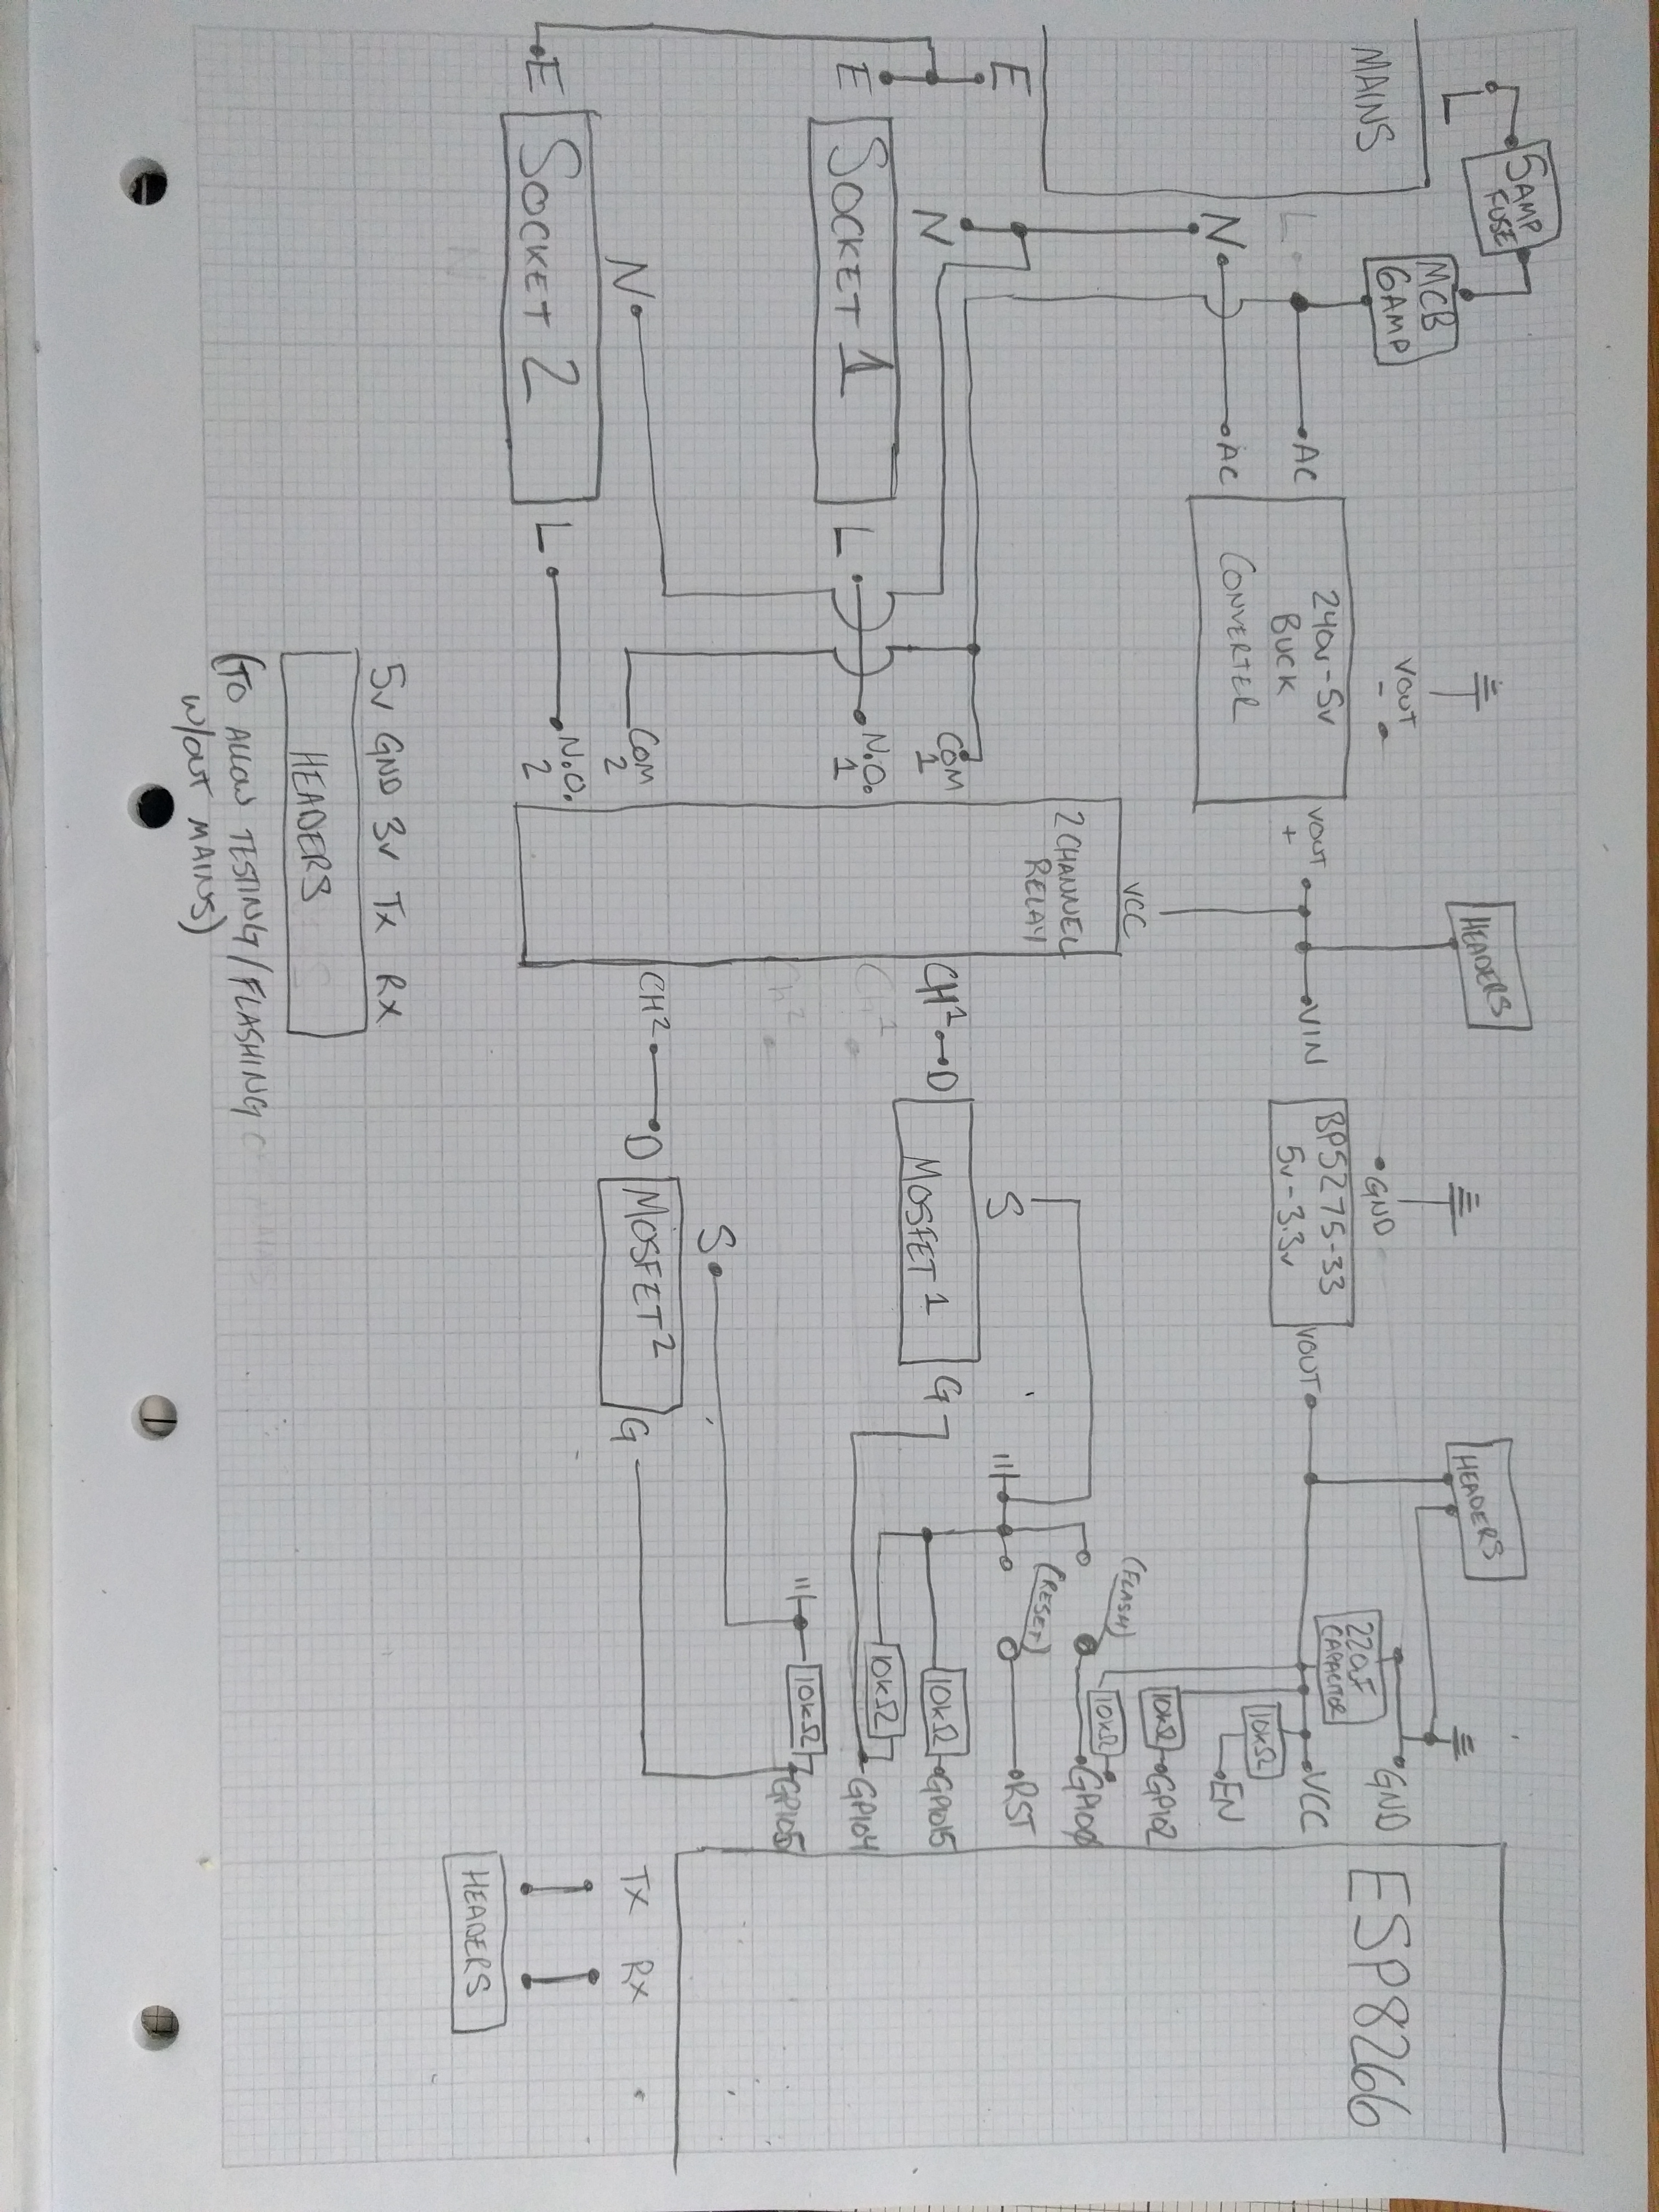 5AMP
FUSE
L
MCB
6AMP
MAINS
L
N
N
E
E
SOCKET 1
L
N
E
SOCKET 2
L
AC
AC
VOUT
-
240v-5v
BUCK
CONVERTER
VOUT
+
HEADERS
VIN
GND
BP5275-33
5v-3.3v
VOUT
HEADERS
220uF
CAPACITOR
GND
VCC
10kΩ
EN
10kΩ
GPIO2
10kΩ
(FLASH)
GPIO0
(RESET)
RST
10kΩ
GPIO15
10kΩ
GPIO4
10kΩ
GPIO5
ESP8266
VCC
2 CHANNEL
RELAY
COM
1
N.O.
1
COM
2
N.O.
2
CH1
D
S
MOSFET 1
G
Ch1
Ch2
S
CH2
D
MOSFET 2
G
TX RX
HEADERS
5v GND 3v Tx Rx
HEADERS
(TO ALLOW TESTING/FLASHING
W/OUT MAINS)